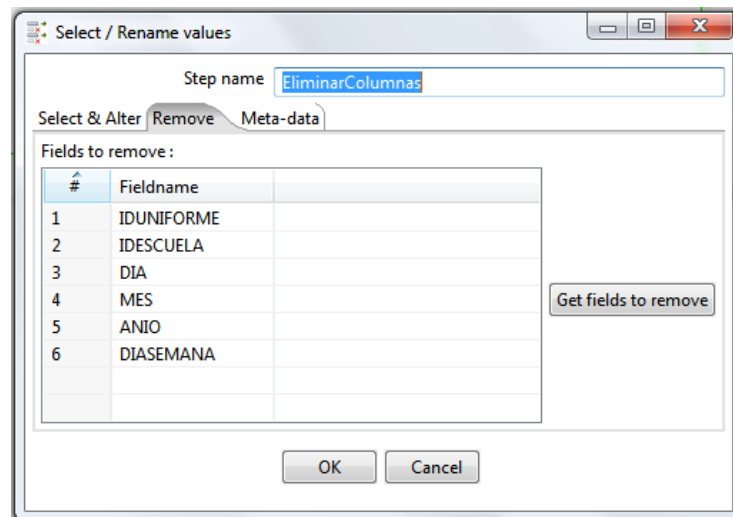 Select / Rename values
Step name EliminarColumnas
Select & Alter Remove Meta-data
Fields to remove :
# Fieldname
1 IDUNIFORME
2 IDESCUELA
3 DIA
4 MES
Get fields to remove
5 ANIO
6 DIASEMANA
OK Cancel